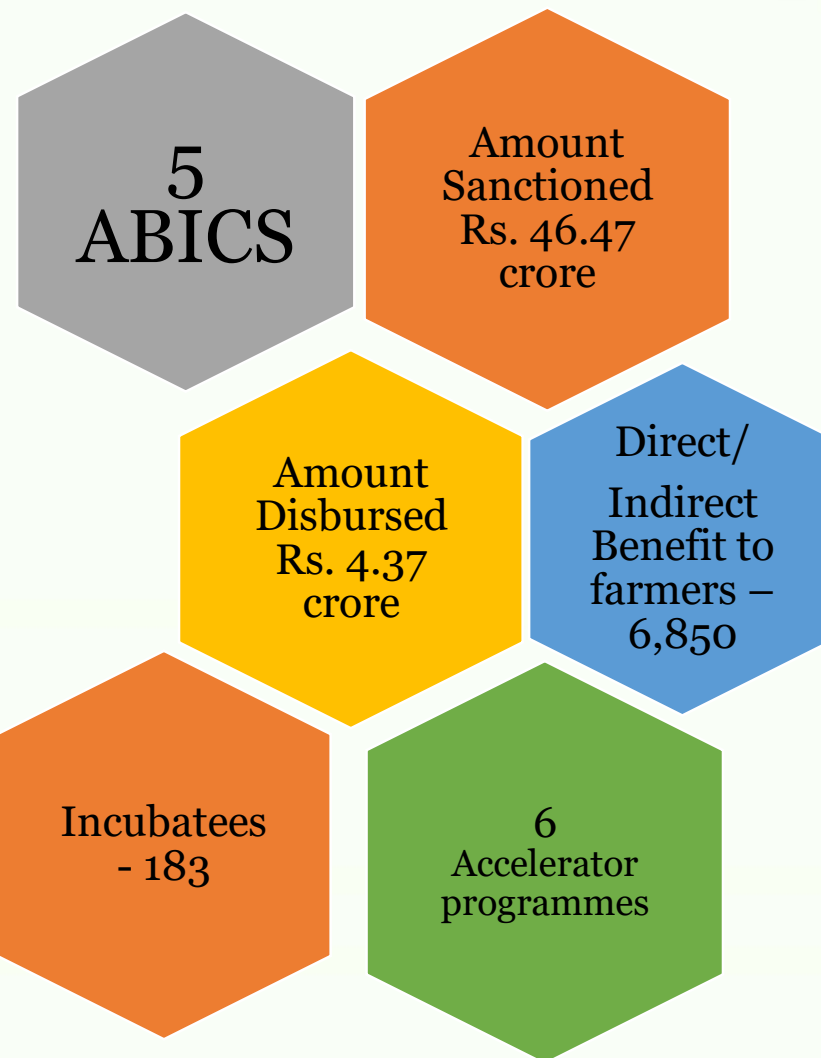 5
ABICS
Amount
Sanctioned
Rs. 46.47
crore
Amount
Disbursed
Rs. 4.37
crore
Direct/
Indirect
Benefit to
farmers –
6,850
Incubatees
- 183
6
Accelerator
programmes